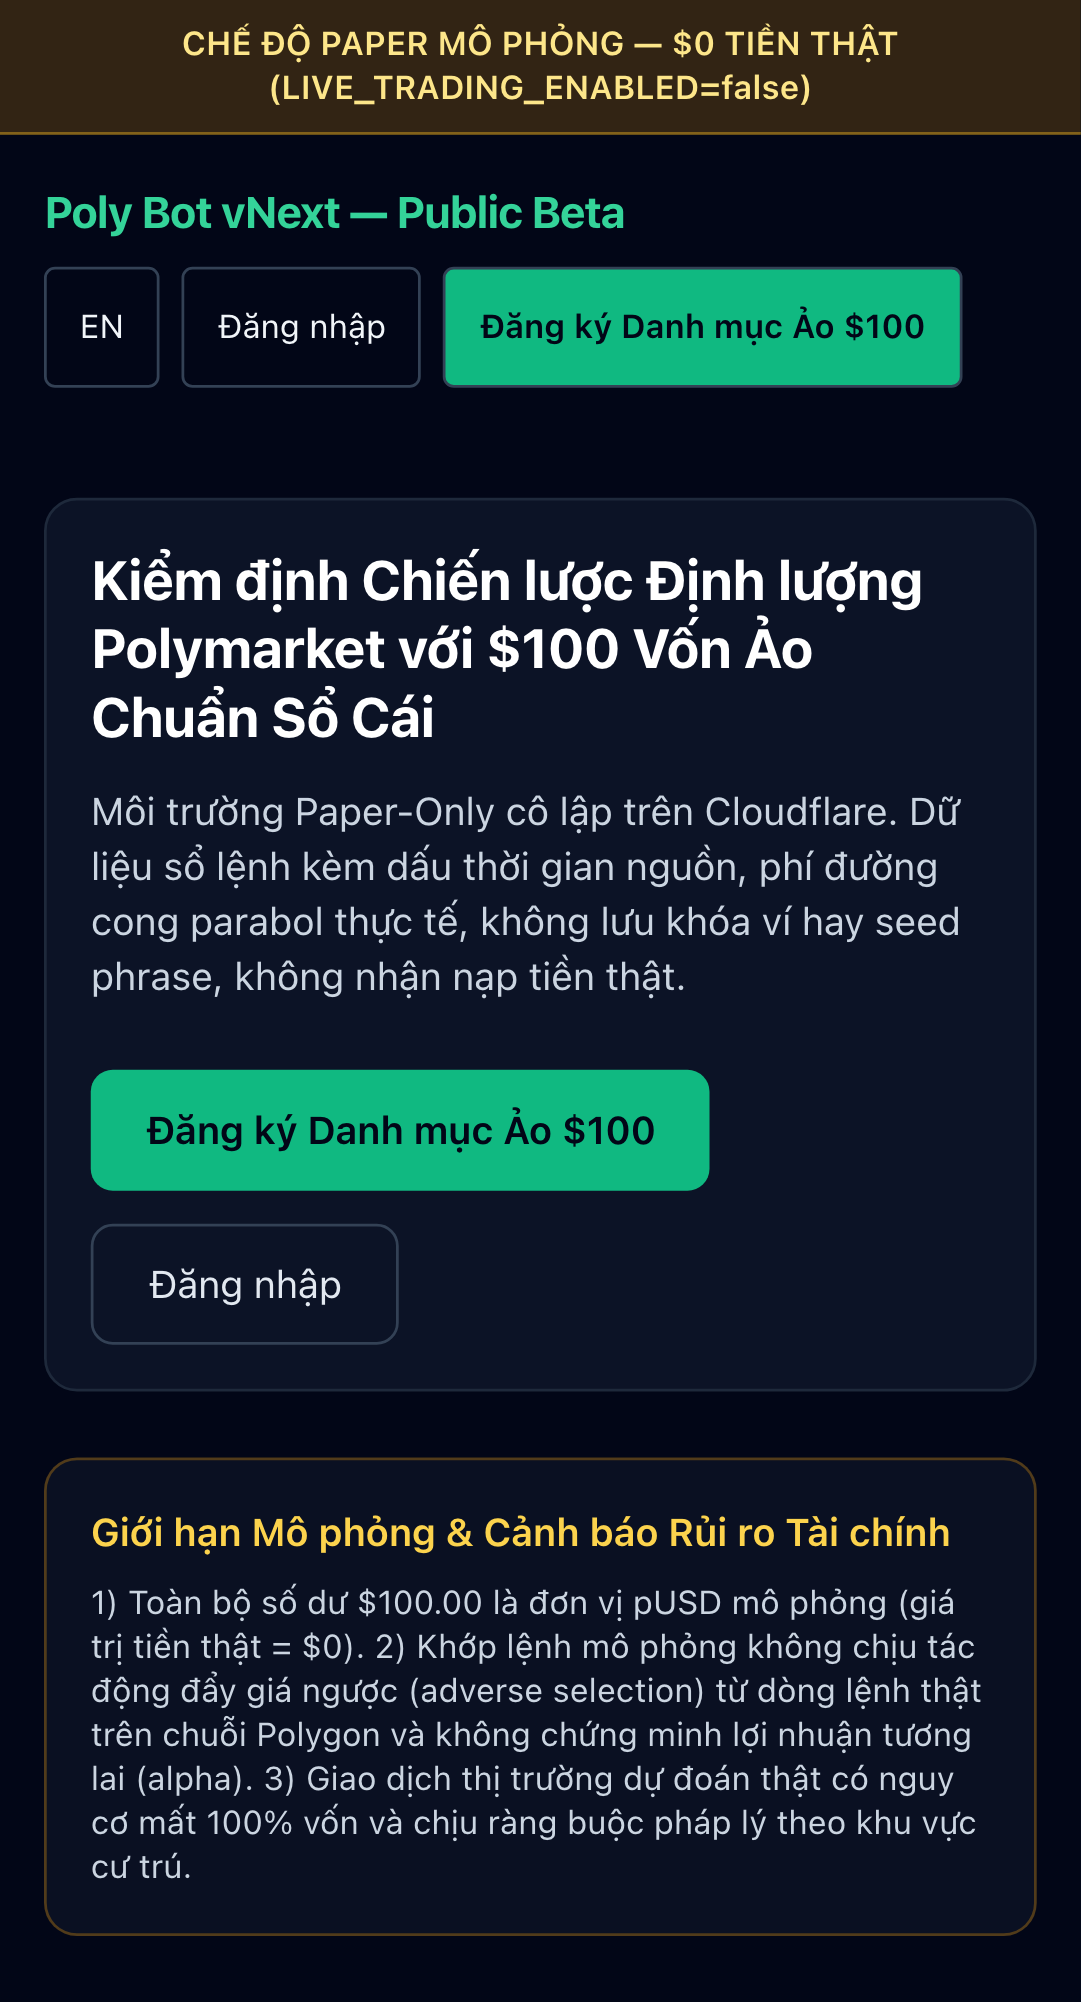 CHẾ ĐỘ PAPER MÔ PHỎNG — $0 TIỀN THẬT
(LIVE_TRADING_ENABLED=false)
Poly Bot vNext — Public Beta
EN
Đăng nhập
Đăng ký Danh mục Ảo $100
Kiểm định Chiến lược Định lượng
Polymarket với $100 Vốn Ảo
Chuẩn Sổ Cái
Môi trường Paper-Only cô lập trên Cloudflare. Dữ
liệu sổ lệnh kèm dấu thời gian nguồn, phí đường
cong parabol thực tế, không lưu khóa ví hay seed
phrase, không nhận nạp tiền thật.
Đăng ký Danh mục Ảo $100
Đăng nhập
Giới hạn Mô phỏng & Cảnh báo Rủi ro Tài chính
1) Toàn bộ số dư $100.00 là đơn vị pUSD mô phỏng (giá
trị tiền thật = $0). 2) Khớp lệnh mô phỏng không chịu tác
động đẩy giá ngược (adverse selection) từ dòng lệnh thật
trên chuỗi Polygon và không chứng minh lợi nhuận tương
lai (alpha). 3) Giao dịch thị trường dự đoán thật có nguy
cơ mất 100% vốn và chịu ràng buộc pháp lý theo khu vực
cư trú.